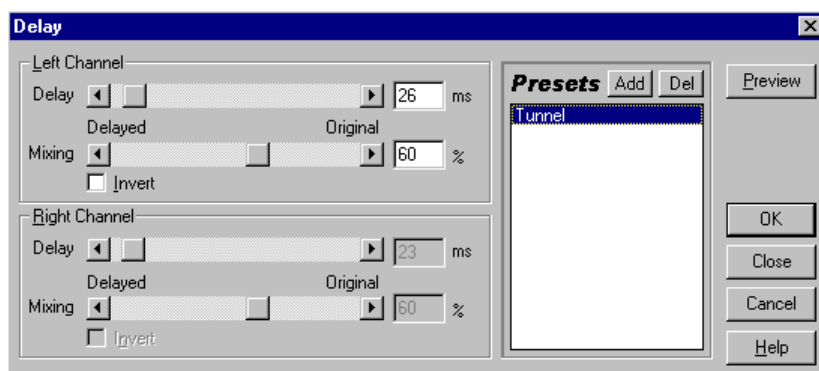 Delay
Left Channel
Delay 26 ms
Delayed Original
Mixing 60 %
Invert
Right Channel
Delay 23 ms
Delayed Original
Mixing 60 %
Invert
Presets Add Del
Tunnel
Preview
OK
Close
Cancel
Help